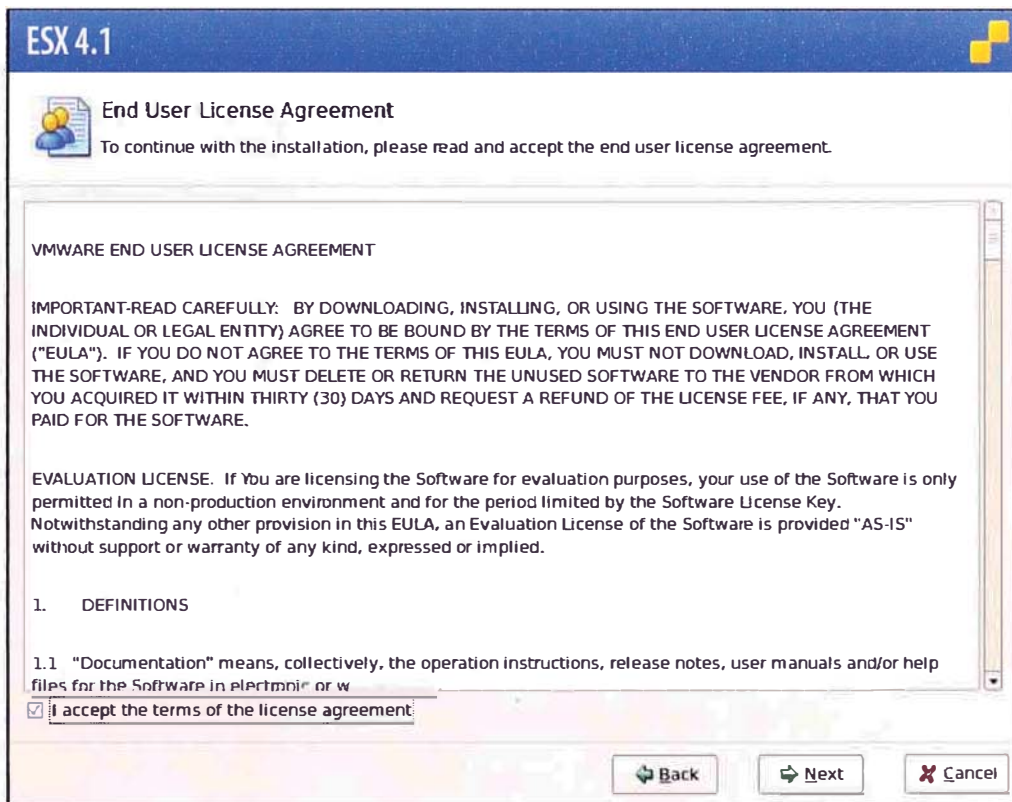 ESX 4.1
End User License Agreement
To continue with the installation, please read and accept the end user license agreement.
VMWARE END USER LICENSE AGREEMENT
IMPORTANT-READ CAREFULLY: BY DOWNLOADING, INSTALLING, OR USING THE SOFTWARE, YOU (THE
INDIVIDUAL OR LEGAL ENTITY) AGREE TO BE BOUND BY THE TERMS OF THIS END USER LICENSE AGREEMENT
("EULA"). IF YOU DO NOT AGREE TO THE TERMS OF THIS EULA, YOU MUST NOT DOWNLOAD, INSTALL, OR USE
THE SOFTWARE, AND YOU MUST DELETE OR RETURN THE UNUSED SOFTWARE TO THE VENDOR FROM WHICH
YOU ACQUIRED IT WITHIN THIRTY (30) DAYS AND REQUEST A REFUND OF THE LICENSE FEE, IF ANY, THAT YOU
PAID FOR THE SOFTWARE.
EVALUATION LICENSE. If You are licensing the Software for evaluation purposes, your use of the Software is only
permitted in a non-production environment and for the period limited by the Software License Key.
Notwithstanding any other provision in this EULA, an Evaluation License of the Software is provided "AS-IS"
without support or warranty of any kind, expressed or implied.
1. DEFINITIONS
1.1 "Documentation" means, collectively, the operation instructions, release notes, user manuals and/or help
files for the Software in electronic or w
I accept the terms of the license agreement
Back
Next
Cancel